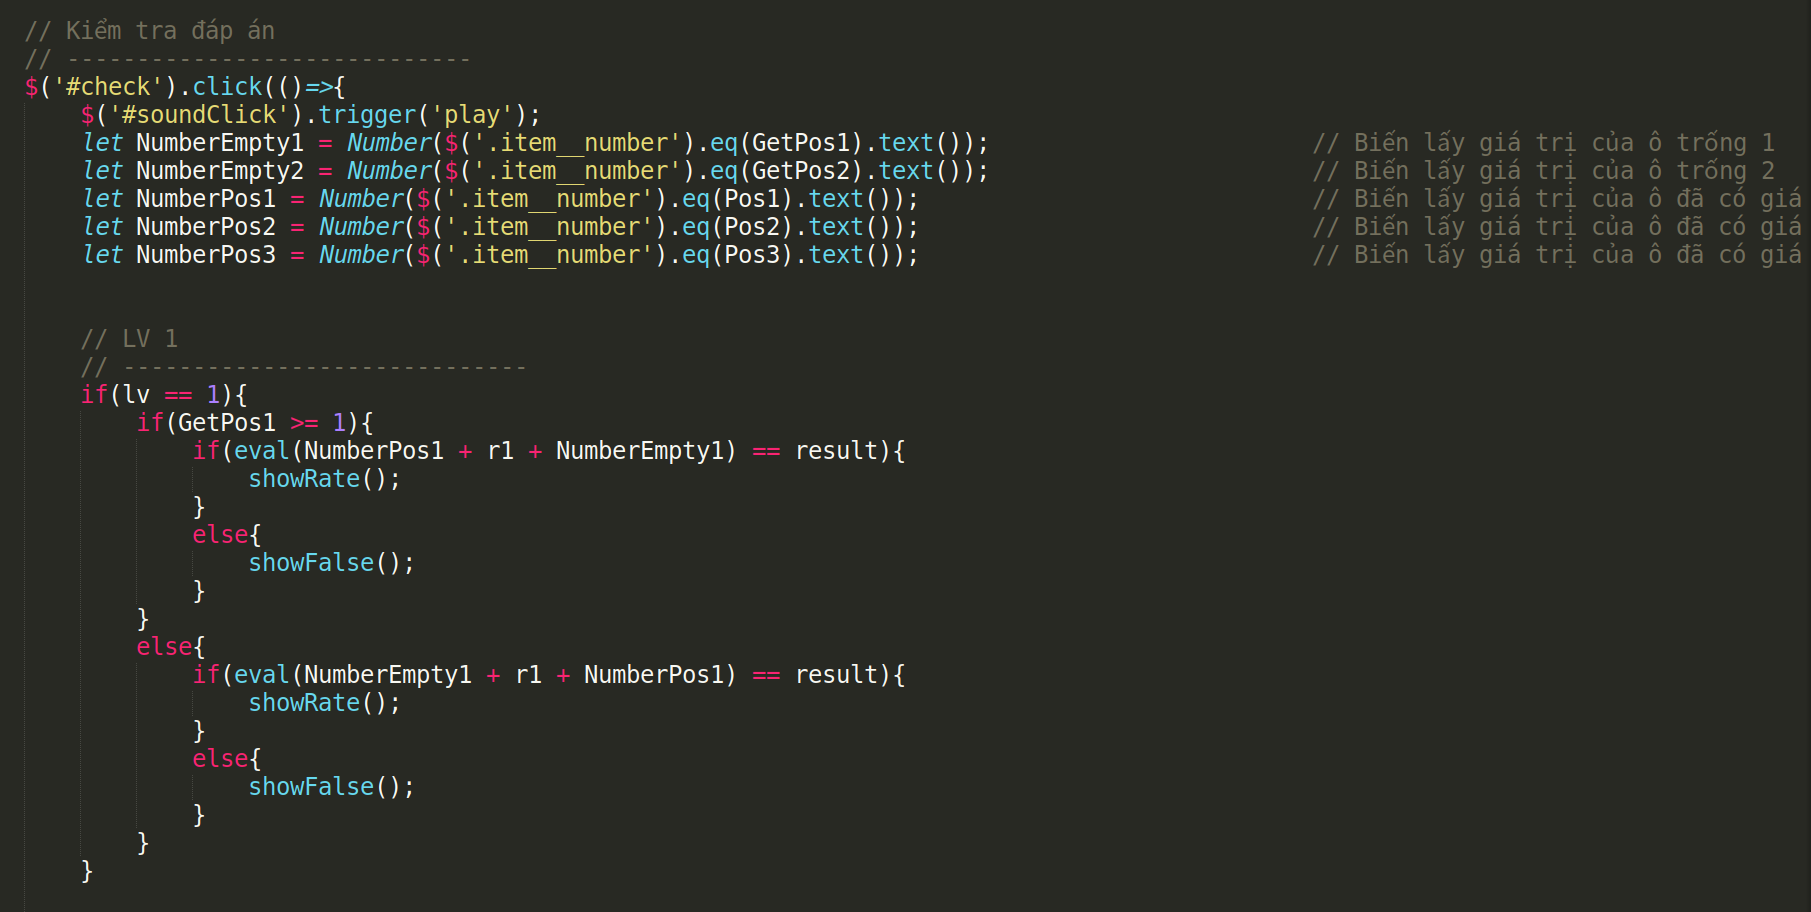 // Kiểm tra đáp án
// -----------------------------
$('#check').click(()=>{
    $('#soundClick').trigger('play');
    let NumberEmpty1 = Number($('.item__number').eq(GetPos1).text());                       // Biến lấy giá trị của ô trống 1
    let NumberEmpty2 = Number($('.item__number').eq(GetPos2).text());                       // Biến lấy giá trị của ô trống 2
    let NumberPos1 = Number($('.item__number').eq(Pos1).text());                            // Biến lấy giá trị của ô đã có giá
    let NumberPos2 = Number($('.item__number').eq(Pos2).text());                            // Biến lấy giá trị của ô đã có giá
    let NumberPos3 = Number($('.item__number').eq(Pos3).text());                            // Biến lấy giá trị của ô đã có giá
    // LV 1
    // -----------------------------
    if(lv == 1){
        if(GetPos1 >= 1){
            if(eval(NumberPos1 + r1 + NumberEmpty1) == result){
                showRate();
            }
            else{
                showFalse();
            }
        }
        else{
            if(eval(NumberEmpty1 + r1 + NumberPos1) == result){
                showRate();
            }
            else{
                showFalse();
            }
        }
    }